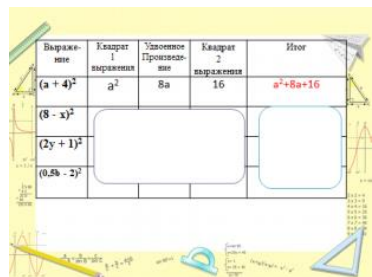 Выраже- Квадрат Удвоенное Квадрат Итог
ние 1 Произведе- 2
выражения ние выражения
(a + 4)² a² 8a 16 a²+8a+16
(8 - x)²
(2y + 1)²
(0,5b - 2)²